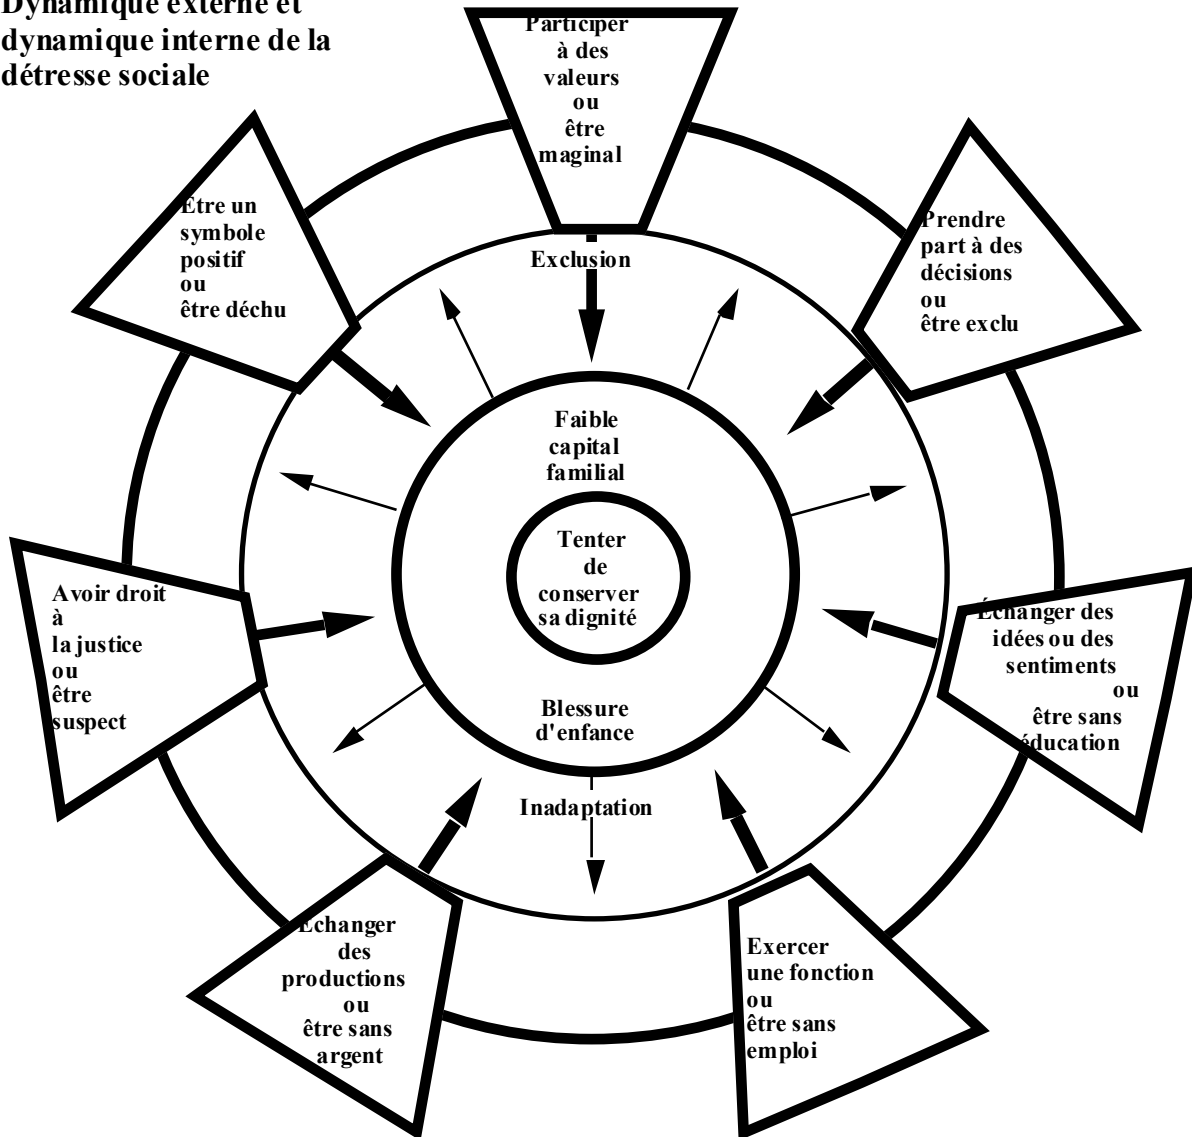 Dynamique externe et
dynamique interne de la
détresse sociale
Participer
à des
valeurs
ou
être
maginal
Être un
symbole
positif
ou
être déchu
Prendre
part à des
décisions
ou
être exclu
Exclusion
Faible
capital
familial
Tenter
de
conserver
sa dignité
Blessure
d'enfance
Inadaptation
Avoir droit
à
la justice
ou
être
suspect
Échanger des
idées ou des
sentiments
ou
être sans
éducation
Echanger
des
productions
ou
être sans
argent
Exercer
une fonction
ou
être sans
emploi